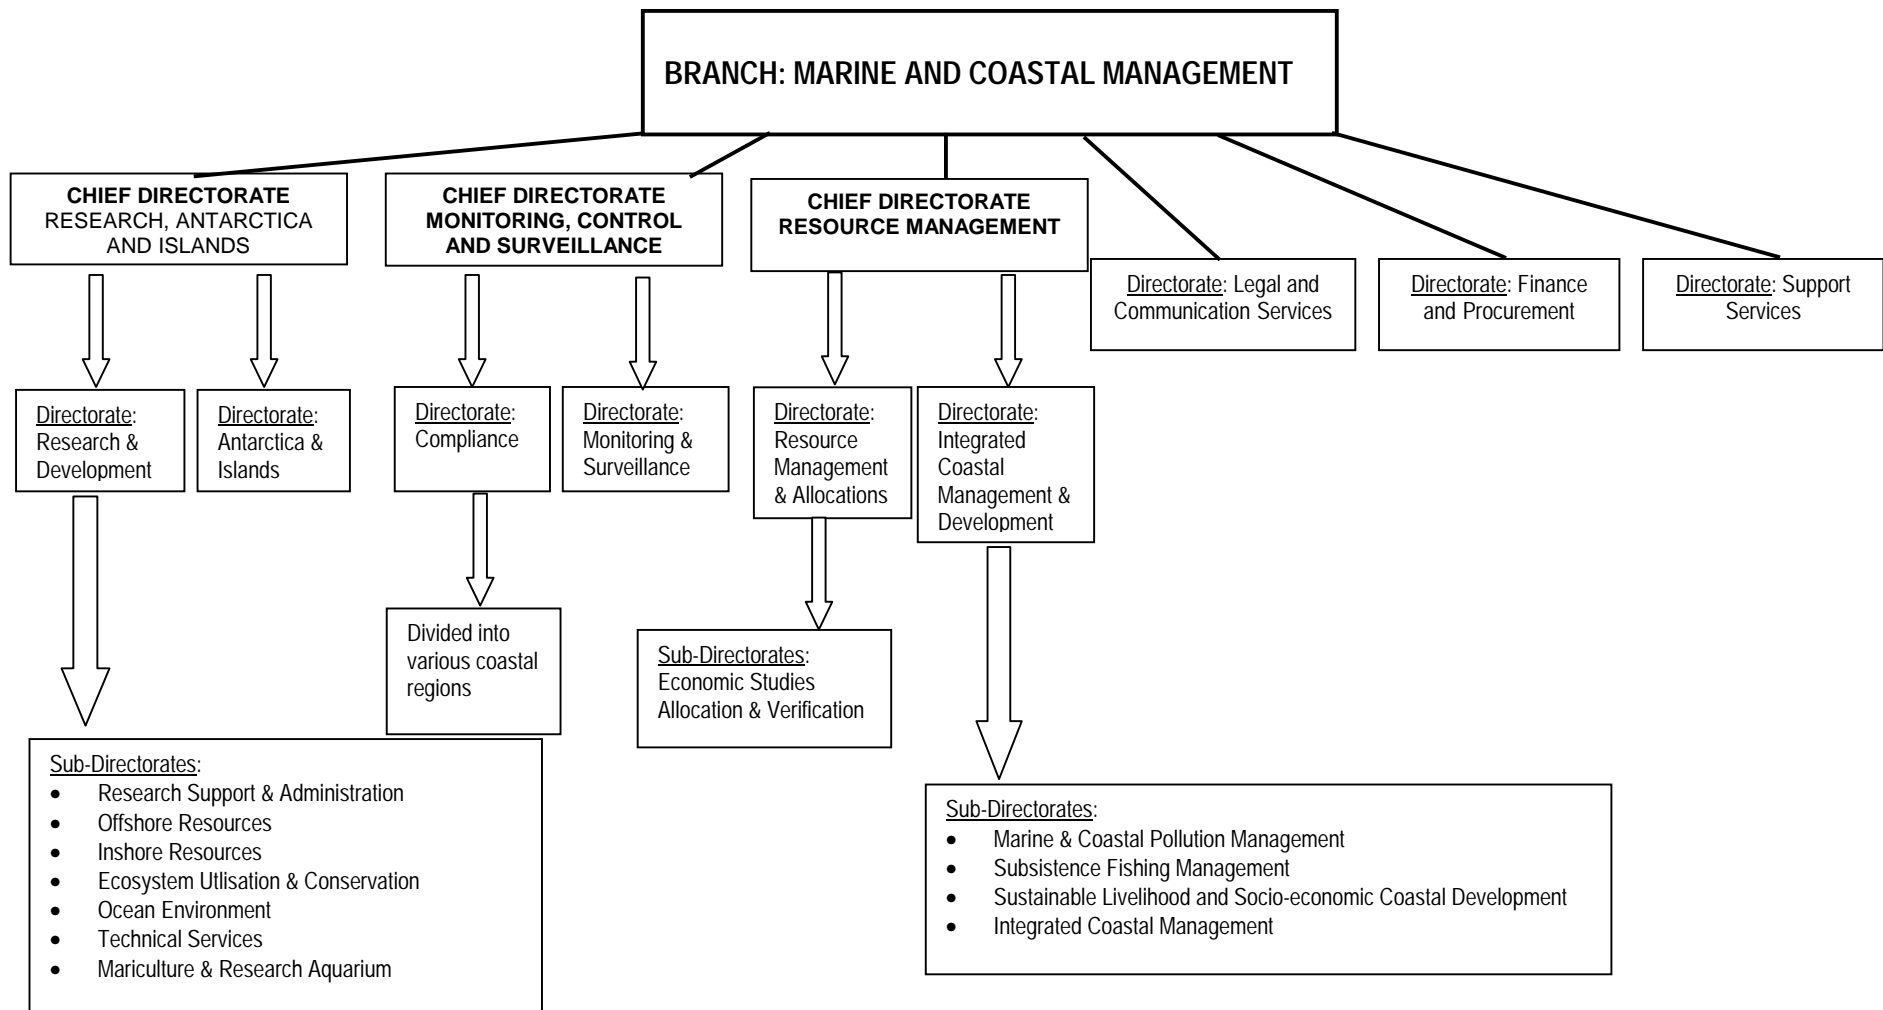 BRANCH: MARINE AND COASTAL MANAGEMENT
CHIEF DIRECTORATE
RESEARCH, ANTARCTICA
AND ISLANDS
CHIEF DIRECTORATE
MONITORING, CONTROL
AND SURVEILLANCE
CHIEF DIRECTORATE
RESOURCE MANAGEMENT
Directorate: Legal and
Communication Services
Directorate: Finance
and Procurement
Directorate: Support
Services
Directorate:
Research &
Development
Directorate:
Antarctica &
Islands
Directorate:
Compliance
Directorate:
Monitoring &
Surveillance
Directorate:
Resource
Management
& Allocations
Directorate:
Integrated
Coastal
Management &
Development
Divided into
various coastal
regions
Sub-Directorates:
Economic Studies
Allocation & Verification
Sub-Directorates:
• Research Support & Administration
• Offshore Resources
• Inshore Resources
• Ecosystem Utlisation & Conservation
• Ocean Environment
• Technical Services
• Mariculture & Research Aquarium
Sub-Directorates:
• Marine & Coastal Pollution Management
• Subsistence Fishing Management
• Sustainable Livelihood and Socio-economic Coastal Development
• Integrated Coastal Management